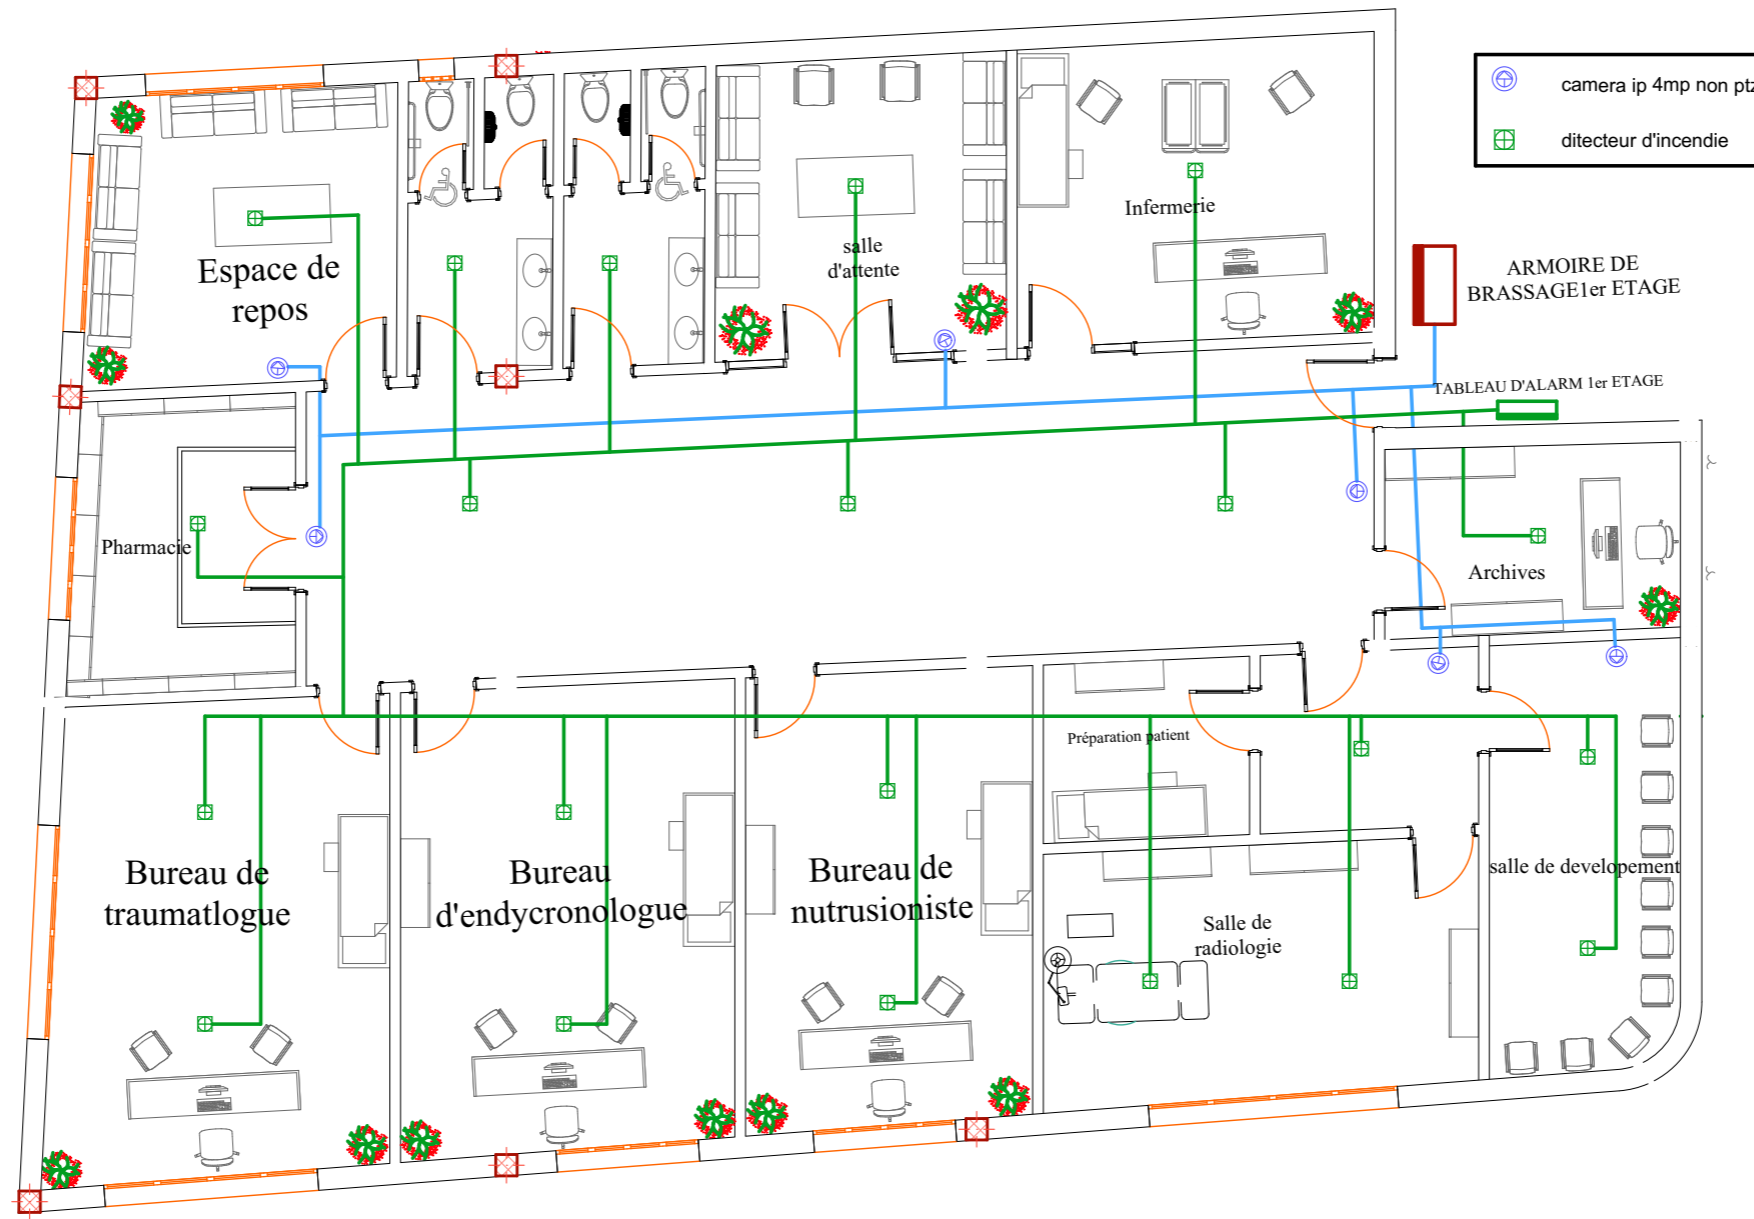 camera ip 4mp non ptz
ditecteur d'incendie
Infermerie
salle
d'attente
Espace de
repos
ARMOIRE DE
BRASSAGE1er ETAGE
TABLEAU D'ALARM 1er ETAGE
Pharmacie
Archives
Préparation patient
Bureau de
traumatlogue
Bureau
d'endycronologue
Bureau de
nutrusioniste
salle de developement
Salle de
radiologie